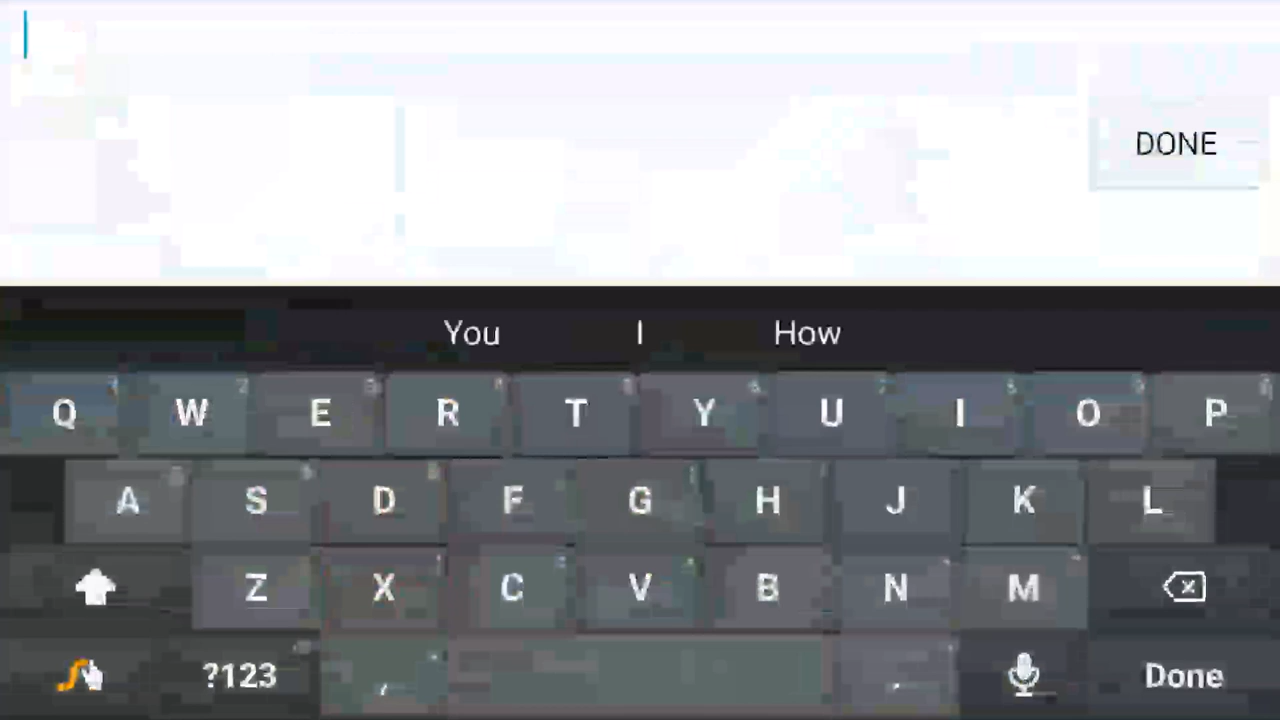 DONE
You I How
Q W E R T Y U I O P
A S D F G H J K L
Z X C V B N M
?123 , . Done